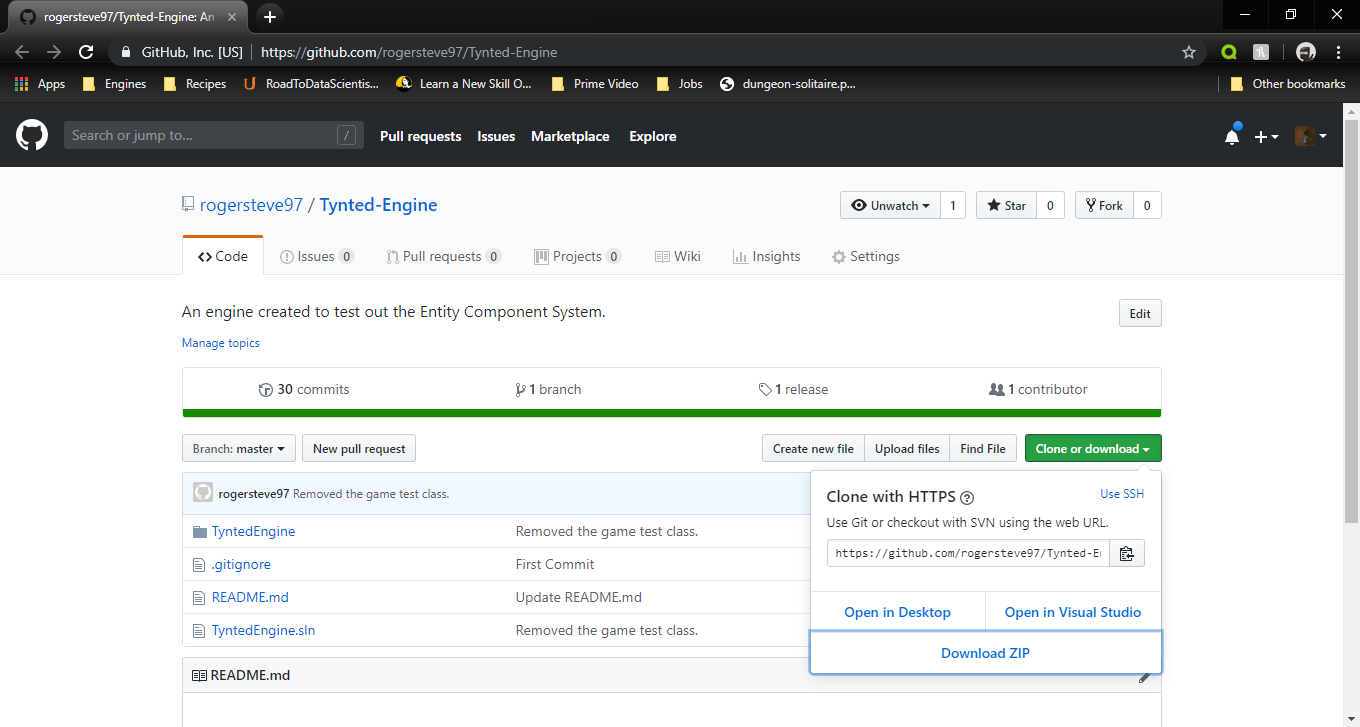 rogersteve97/Tynted-Engine: An
GitHub, Inc. [US] https://github.com/rogersteve97/Tynted-Engine
Apps Engines Recipes RoadToDataScientis... Learn a New Skill O... Prime Video Jobs dungeon-solitaire.p... Other bookmarks
Search or jump to... / Pull requests Issues Marketplace Explore
rogersteve97 / Tynted-Engine Unwatch 1 Star 0 Fork 0
Code Issues 0 Pull requests 0 Projects 0 Wiki Insights Settings
An engine created to test out the Entity Component System. Edit
Manage topics
30 commits 1 branch 1 release 1 contributor
Branch: master New pull request Create new file Upload files Find File Clone or download
rogersteve97 Removed the game test class.
TyntedEngine Removed the game test class.
.gitignore First Commit
README.md Update README.md
TyntedEngine.sln Removed the game test class.
README.md
Clone with HTTPS Use SSH
Use Git or checkout with SVN using the web URL.
https://github.com/rogersteve97/Tynted-E
Open in Desktop Open in Visual Studio
Download ZIP